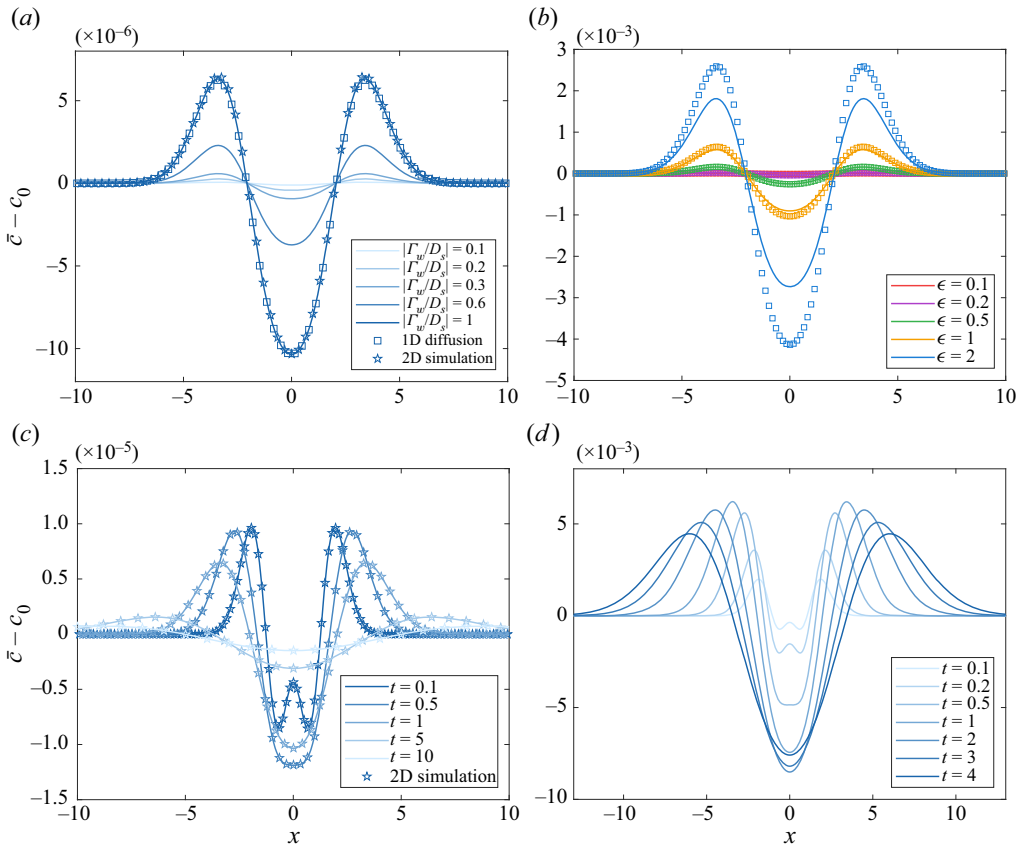 (a)
(×10⁻⁶)
5
0
−5
−10
c̄ − c₀
−10 −5 0 5 10
|Γw/Ds| = 0.1
|Γw/Ds| = 0.2
|Γw/Ds| = 0.3
|Γw/Ds| = 0.6
|Γw/Ds| = 1
1D diffusion
2D simulation
(b)
(×10⁻³)
3
2
1
0
−1
−2
−3
−4
−5
−10 −5 0 5 10
ϵ = 0.1
ϵ = 0.2
ϵ = 0.5
ϵ = 1
ϵ = 2
(c)
(×10⁻⁵)
1.5
1.0
0.5
0
−0.5
−1.0
−1.5
c̄ − c₀
−10 −5 0 5 10
x
t = 0.1
t = 0.5
t = 1
t = 5
t = 10
2D simulation
(d)
(×10⁻³)
5
0
−5
−10
−10 −5 0 5 10
x
t = 0.1
t = 0.2
t = 0.5
t = 1
t = 2
t = 3
t = 4